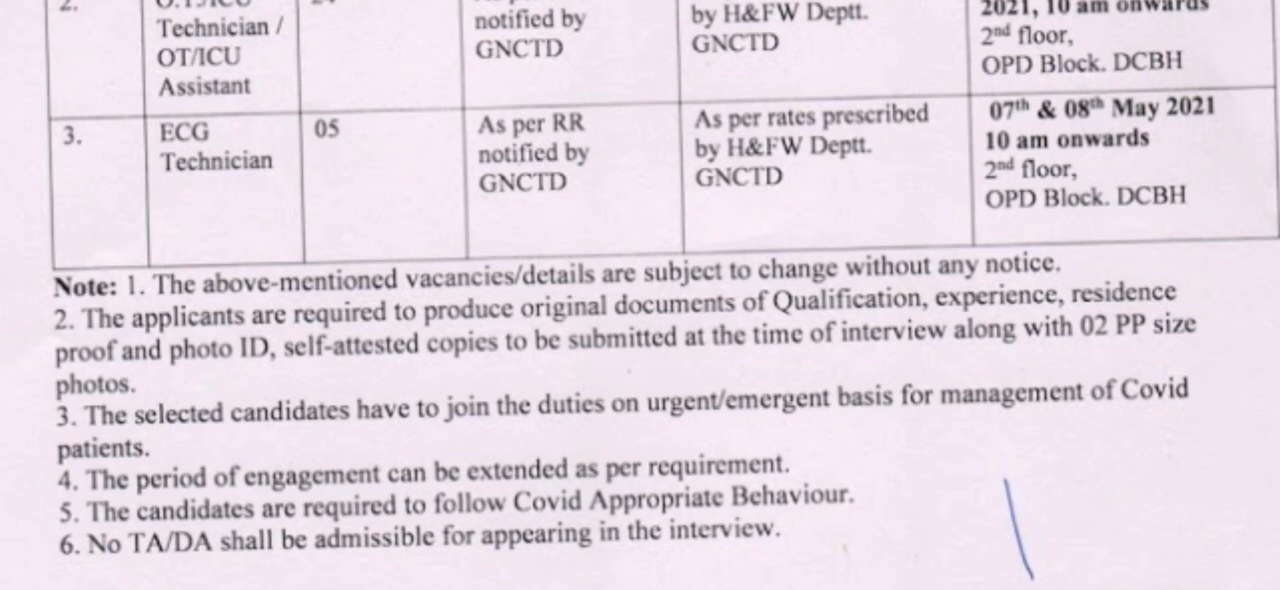 2.
Technician /
OT/ICU
Assistant
notified by
GNCTD
by H&FW Deptt.
GNCTD
2021, 10 am onwards
2nd floor,
OPD Block. DCBH
3.
ECG
Technician
05
As per RR
notified by
GNCTD
As per rates prescribed
by H&FW Deptt.
GNCTD
07th & 08th May 2021
10 am onwards
2nd floor,
OPD Block. DCBH
Note: 1. The above-mentioned vacancies/details are subject to change without any notice.
2. The applicants are required to produce original documents of Qualification, experience, residence
proof and photo ID, self-attested copies to be submitted at the time of interview along with 02 PP size
photos.
3. The selected candidates have to join the duties on urgent/emergent basis for management of Covid
patients.
4. The period of engagement can be extended as per requirement.
5. The candidates are required to follow Covid Appropriate Behaviour.
6. No TA/DA shall be admissible for appearing in the interview.